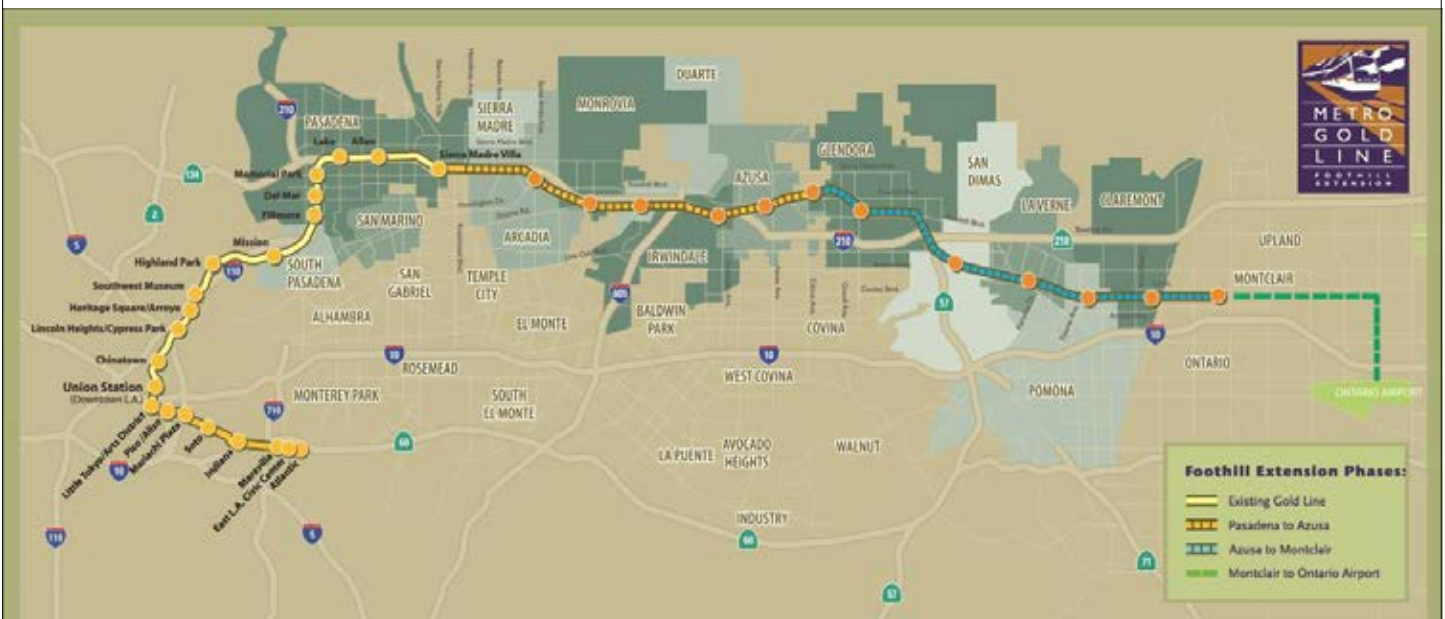 METRO
GOLD
LINE
FOOTHILL
EXTENSION
DUARTE
MONROVIA
SIERRA
MADRE
PASADENA
210
Lake
Allen
Sierra Madre Villa
GLENDORA
SAN
DIMAS
AZUSA
134
Memorial Park
Del Mar
Fillmore
2
SAN MARINO
ARCADIA
LA VERNE
CLAREMONT
5
Mission
Highland Park
110
SOUTH
PASADENA
IRWINDALE
210
210
UPLAND
Southwest Museum
SAN
GABRIEL
TEMPLE
CITY
605
MONTCLAIR
Heritage Square/Arroyo
Lincoln Heights/Cypress Park
ALHAMBRA
EL MONTE
BALDWIN
PARK
COVINA
57
10
Chinatown
10
ROSEMEAD
10
WEST COVINA
ONTARIO
Union Station
(Downtown L.A.)
MONTEREY PARK
SOUTH
EL MONTE
POMONA
ONTARIO AIRPORT
710
60
Little Tokyo/Arts District
Pico/Aliso
Mariachi Plaza
Soto
Indiana
Maravilla
East L.A. Civic Center
Atlantic
10
LA PUENTE
AVOCADO
HEIGHTS
WALNUT
INDUSTRY
5
110
60
71
57
Foothill Extension Phases:
Existing Gold Line
Pasadena to Azusa
Azusa to Montclair
Montclair to Ontario Airport